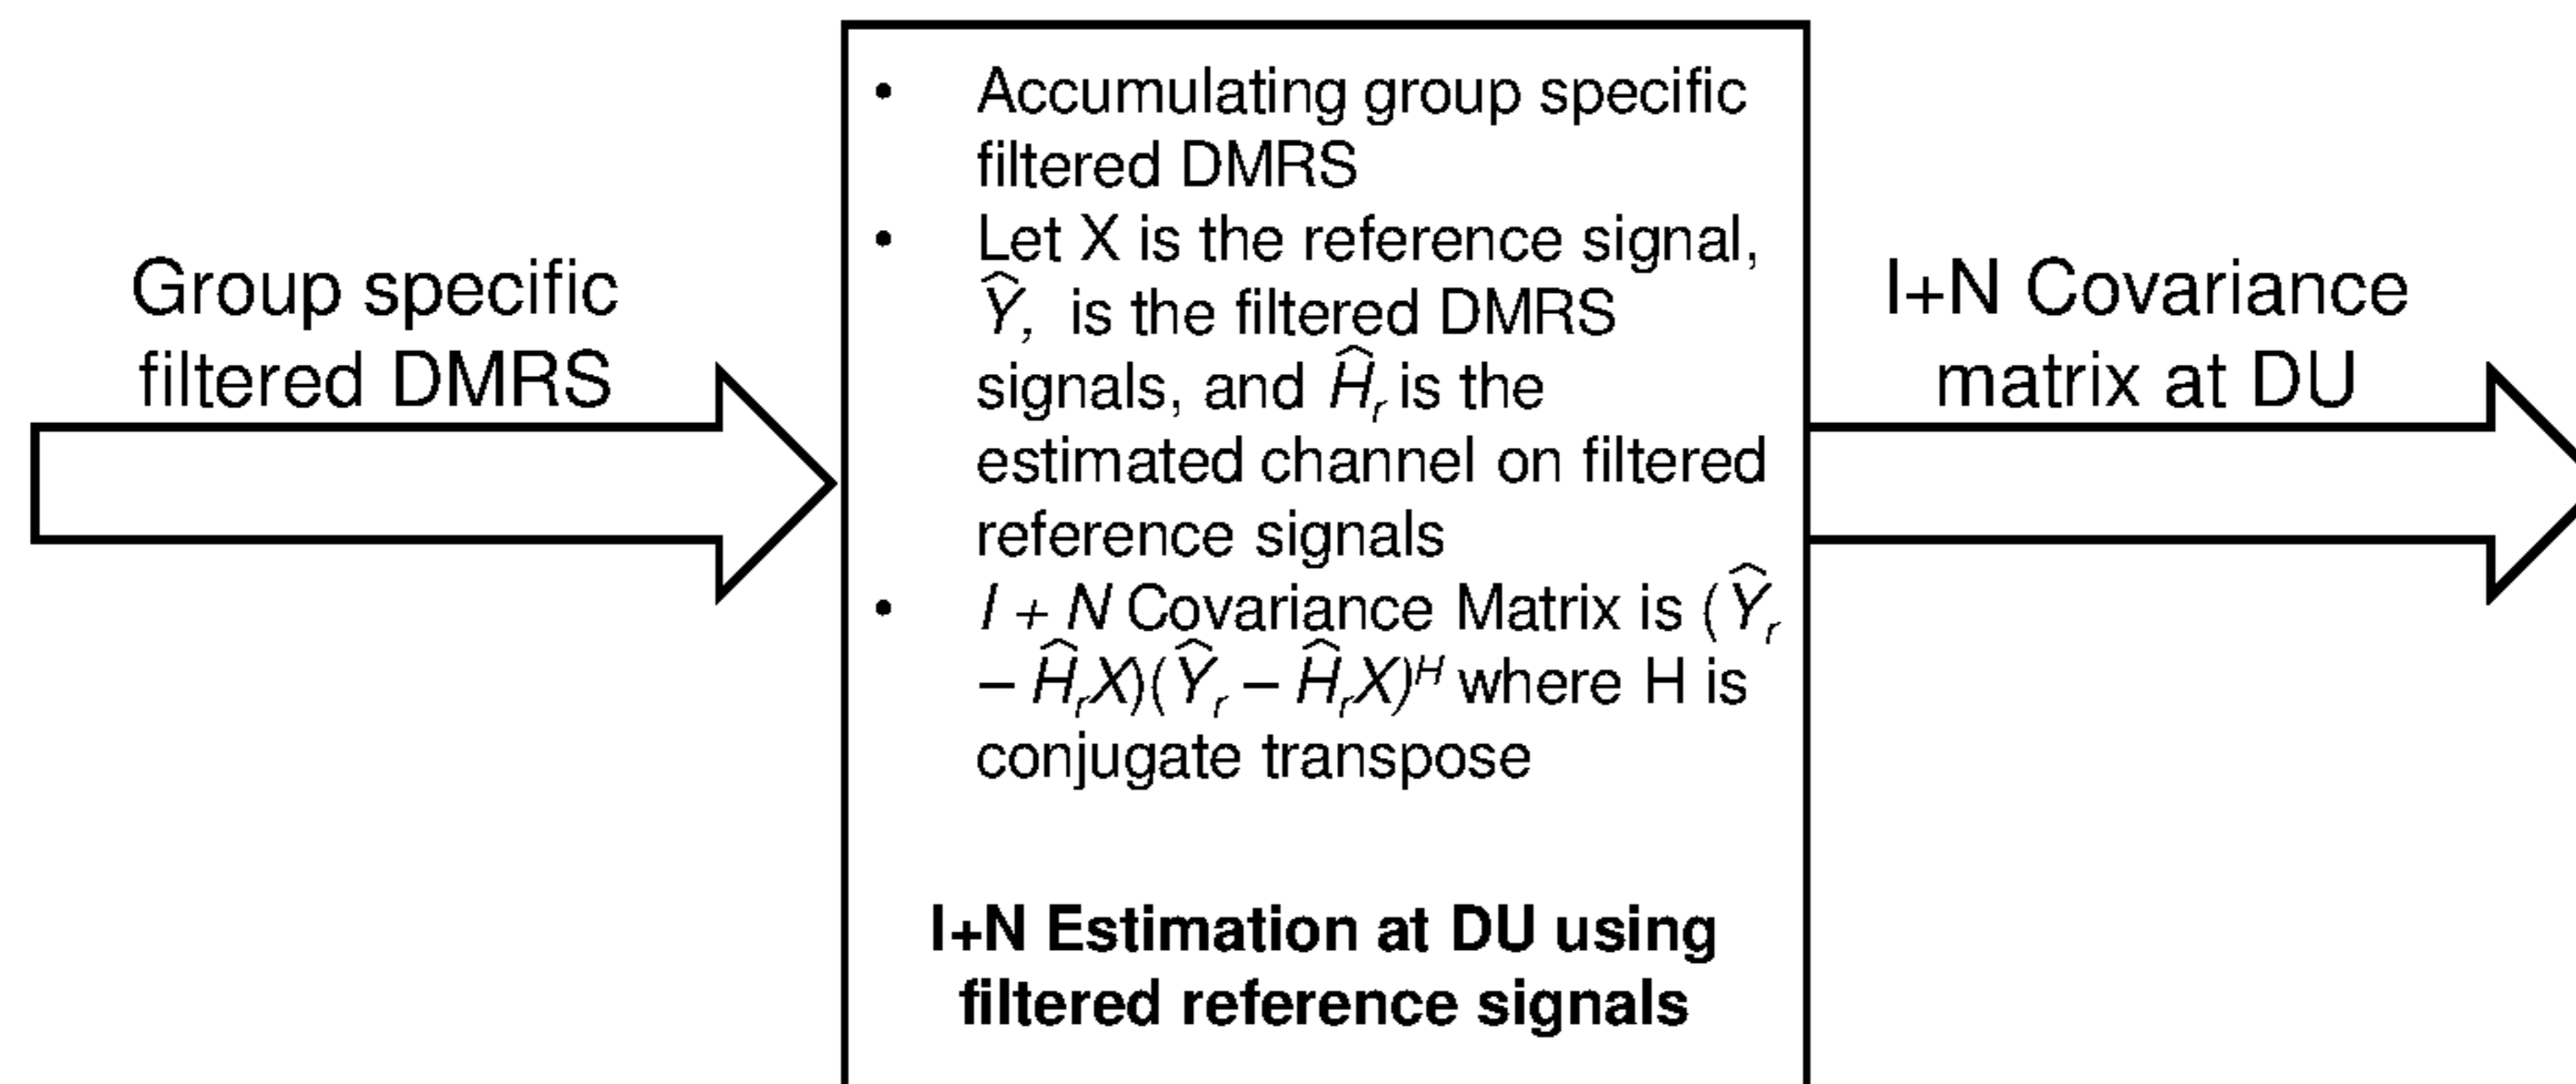 Group specific
filtered DMRS
• Accumulating group specific
filtered DMRS
• Let X is the reference signal,
Ŷ, is the filtered DMRS
signals, and Ĥᵣ is the
estimated channel on filtered
reference signals
• I + N Covariance Matrix is (Ŷᵣ
– ĤᵣX)(Ŷᵣ – ĤᵣX)ᴴ where H is
conjugate transpose
I+N Estimation at DU using
filtered reference signals
I+N Covariance
matrix at DU